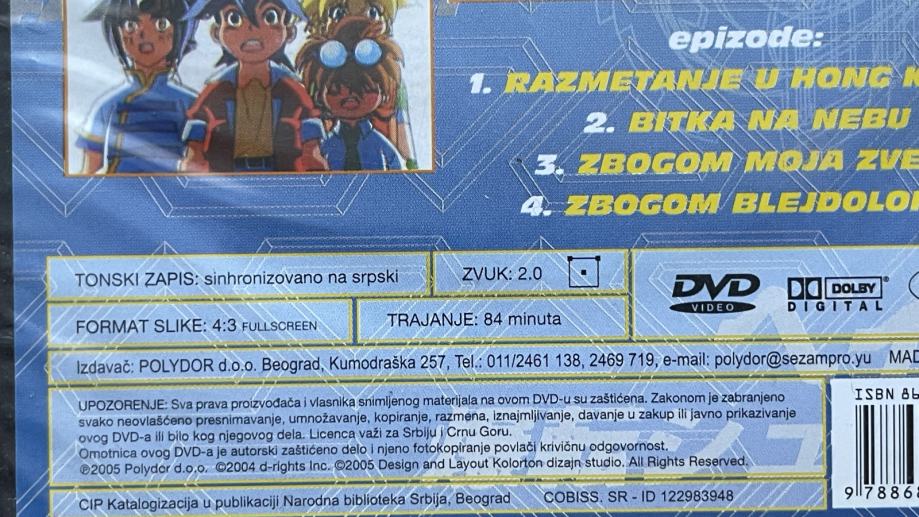 epizode:
1. RAZMETANJE U HONG
2. BITKA NA NEBU
3. ZBOGOM MOJA
4. ZBOGOM
TONSKI ZAPIS: sinhronizovano na srpski
ZVUK: 2.0
DVD VIDEO
DOLBY DIGITAL
FORMAT SLIKE: 4:3 FULLSCREEN
TRAJANJE: 84 minuta
Izdavač: POLYDOR d.o.o. Beograd, Kumodraška 257, Tel.: 011/2461 138, 2469 719, e-mail: polydor@sezampro.yu
UPOZORENJE: Sva prava proizvođača i vlasnika snimljenog materijala na ovom DVD-u su zaštićena. Zakonom je zabranjeno
svako neovlašćeno presnimavanje, umnožavanje, kopiranje, razmena, iznajmljivanje, davanje u zakup ili javno prikazivanje
ovog DVD-a ili bilo kog njegovog dela. Licenca važi za Srbiju i Crnu Goru.
Omotnica ovog DVD-a je autorski zaštićeno delo i njeno fotokopiranje povlači krivičnu odgovornost.
℗2005 Polydor d.o.o. ©2004 d-rights Inc. ©2005 Design and Layout Kolorton dizajn studio. All Rights Reserved.
ISBN 86
9 78868
CIP Katalogizacija u publikaciji Narodna biblioteka Srbija, Beograd COBISS. SR - ID 122983948